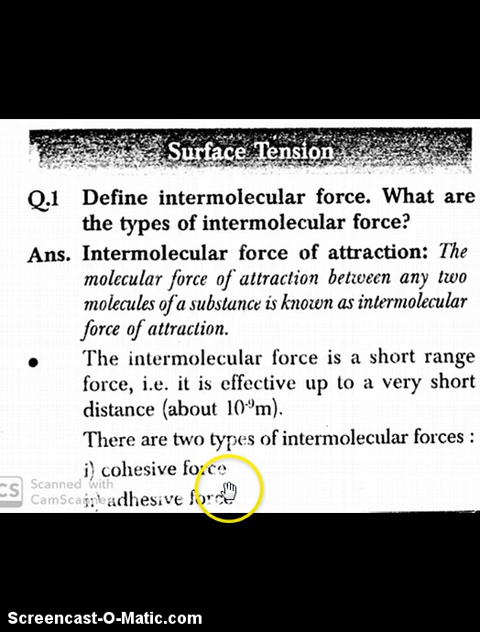 Surface Tension
Q.1 Define intermolecular force. What are
the types of intermolecular force?
Ans. Intermolecular force of attraction: The
molecular force of attraction between any two
molecules of a substance is known as intermolecular
force of attraction.
• The intermolecular force is a short range
force, i.e. it is effective up to a very short
distance (about 10⁻⁹m).
There are two types of intermolecular forces :
i) cohesive force
CS Scanned with
CamScanner
ii) adhesive force
Screencast-O-Matic.com